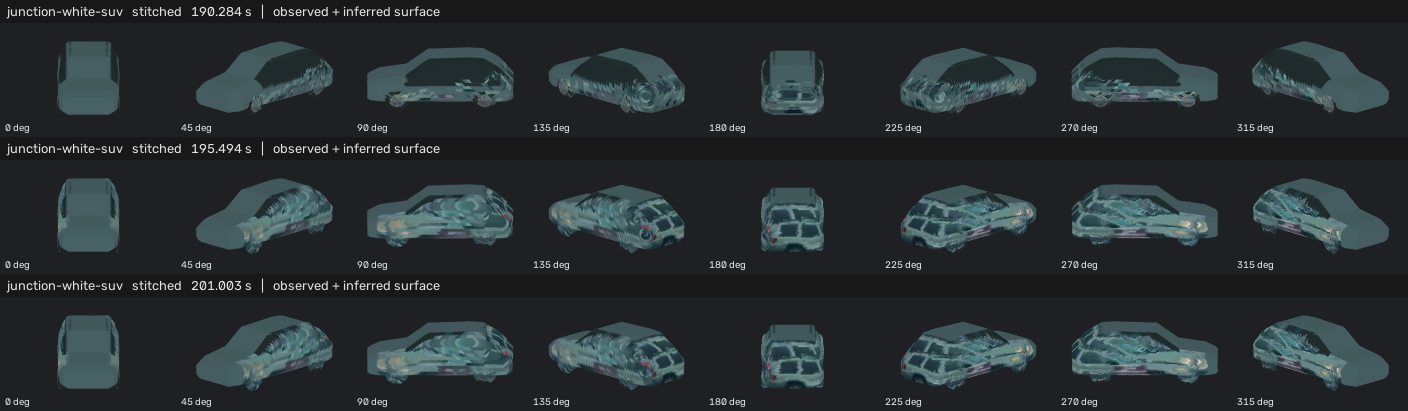 junction-white-suv stitched 190.284 s | observed + inferred surface
0 deg 45 deg 90 deg 135 deg 180 deg 225 deg 270 deg 315 deg
junction-white-suv stitched 195.494 s | observed + inferred surface
0 deg 45 deg 90 deg 135 deg 180 deg 225 deg 270 deg 315 deg
junction-white-suv stitched 201.003 s | observed + inferred surface
0 deg 45 deg 90 deg 135 deg 180 deg 225 deg 270 deg 315 deg